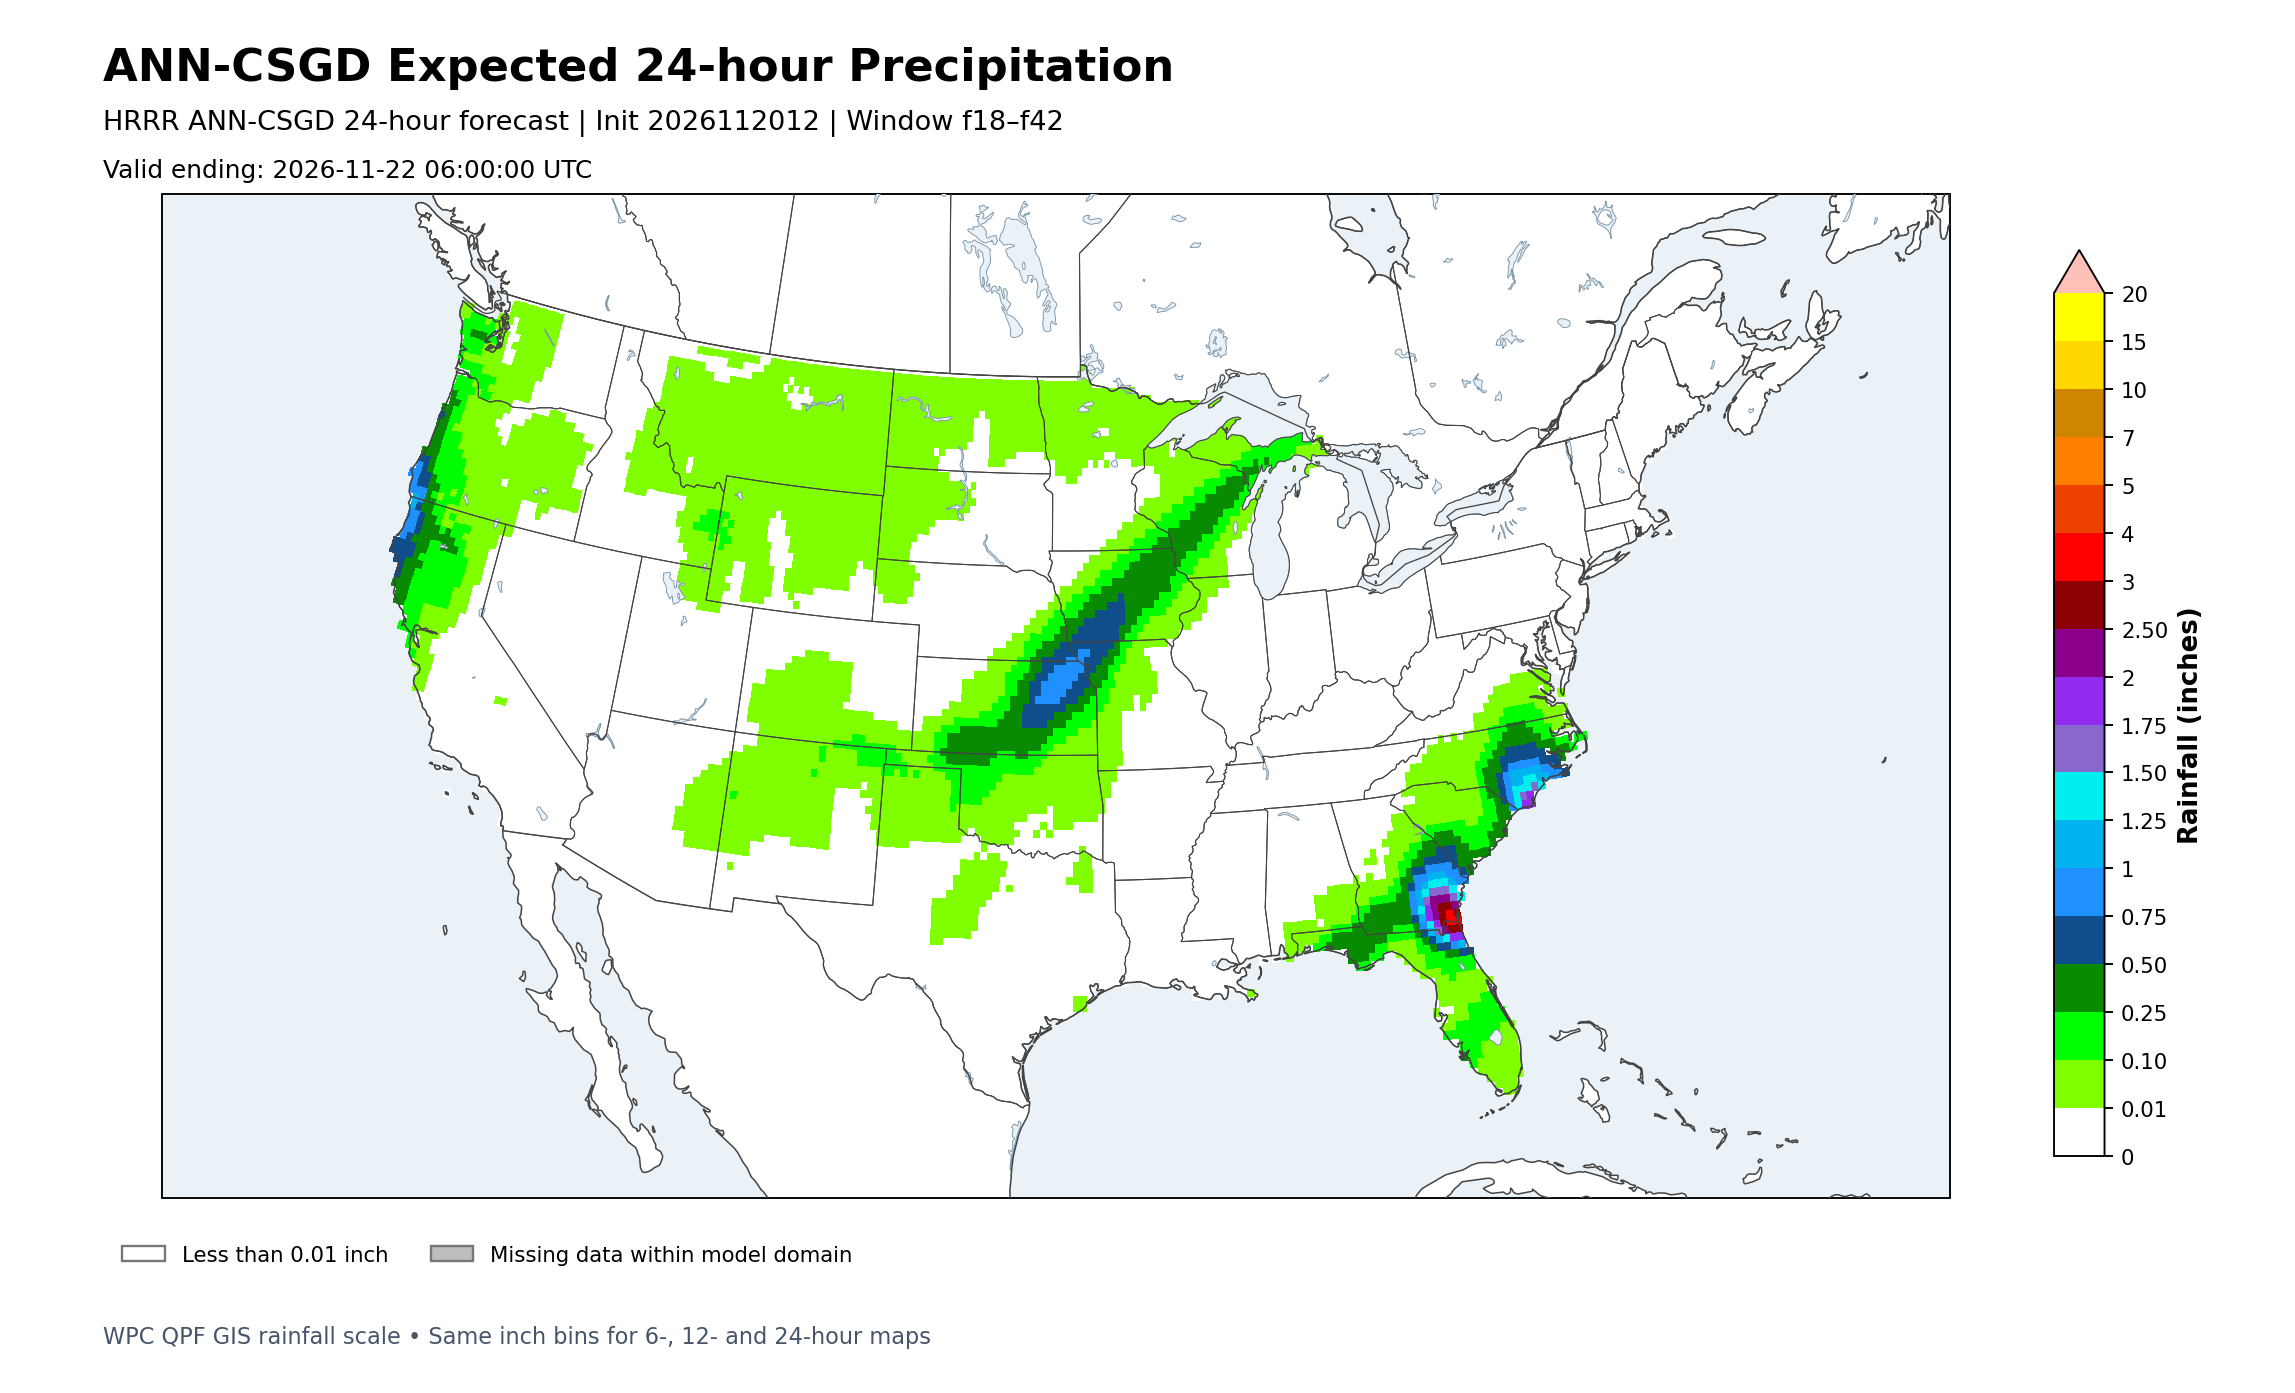 ANN-CSGD Expected 24-hour Precipitation
HRRR ANN-CSGD 24-hour forecast | Init 2026112012 | Window f18–f42
Valid ending: 2026-11-22 06:00:00 UTC
20
15
10
7
5
4
3
2.50
2
1.75
1.50
1.25
1
0.75
0.50
0.25
0.10
0.01
0
Rainfall (inches)
Less than 0.01 inch
Missing data within model domain
WPC QPF GIS rainfall scale • Same inch bins for 6-, 12- and 24-hour maps